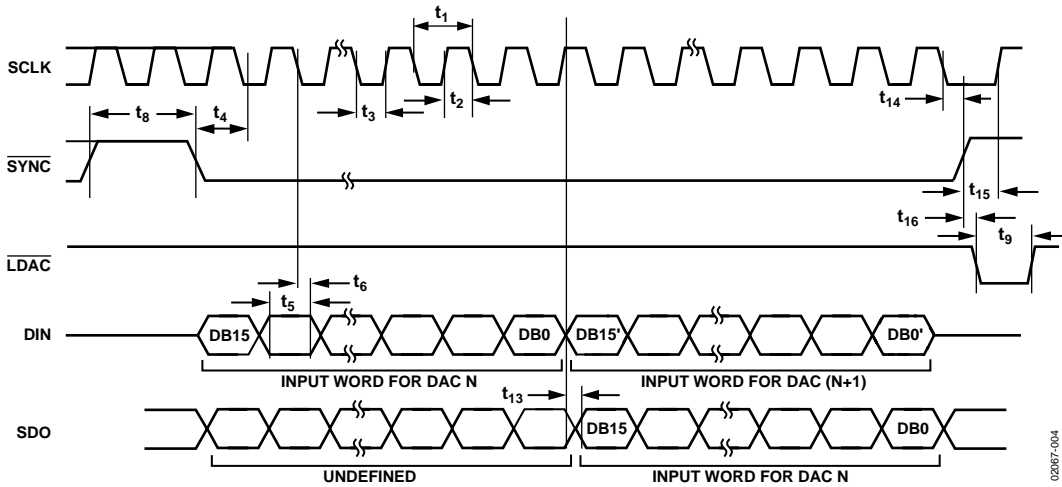 t1
SCLK
t8
t4
t3
t2
t14
SYNC
t15
t16
t9
LDAC
t6
t5
DIN
DB15
DB0
DB15'
DB0'
INPUT WORD FOR DAC N
INPUT WORD FOR DAC (N+1)
t13
SDO
DB15
DB0
UNDEFINED
INPUT WORD FOR DAC N
02067-004